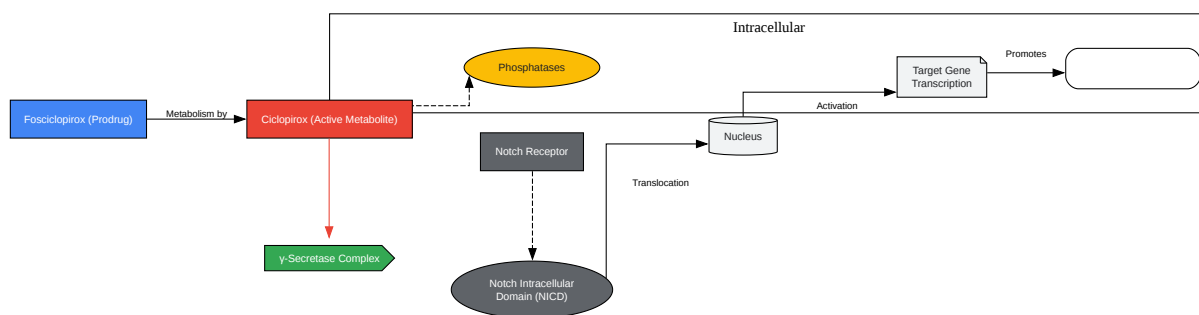 Intracellular
Promotes
Phosphatases
Target Gene
Transcription
Fosciclopirox (Prodrug)
Metabolism by
Ciclopirox (Active Metabolite)
Activation
Nucleus
Notch Receptor
Translocation
γ-Secretase Complex
Notch Intracellular
Domain (NICD)